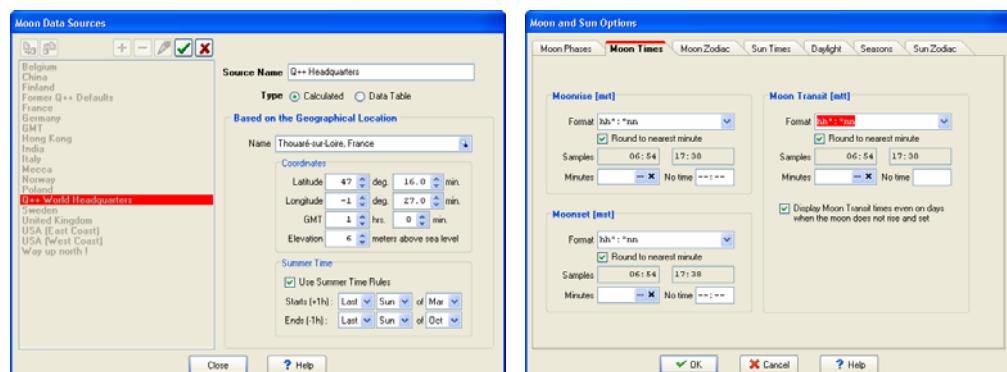 Moon Data Sources
Belgium
China
Finland
Former Q++ Defaults
France
Germany
GMT
Hong Kong
India
Italy
Mecca
Norway
Poland
Q++ World Headquarters
Sweden
United Kingdom
USA (East Coast)
USA (West Coast)
Way up north !
Source Name Q++ Headquarters
Type Calculated Data Table
Based on the Geographical Location
Name Thouaré-sur-Loire, France
Coordinates
Latitude 47 deg. 16.0 min.
Longitude -1 deg. 27.0 min.
GMT 1 hrs. 0 min.
Elevation 6 meters above sea level
Summer Time
Use Summer Time Rules
Starts (+1h) : Last Sun of Mar
Ends (-1h) : Last Sun of Oct
Close ? Help
Moon and Sun Options
Moon Phases Moon Times Moon Zodiac Sun Times Daylight Seasons Sun Zodiac
Moonrise [mrt]
Format hh":"nn
Round to nearest minute
Samples 06:54 17:38
Minutes No time --:--
Moonset [mst]
Format hh":"nn
Round to nearest minute
Samples 06:54 17:38
Minutes No time --:--
Moon Transit [mtt]
Format hh":"nn
Round to nearest minute
Samples 06:54 17:38
Minutes No time
Display Moon Transit times even on days
when the moon does not rise and set
OK Cancel ? Help